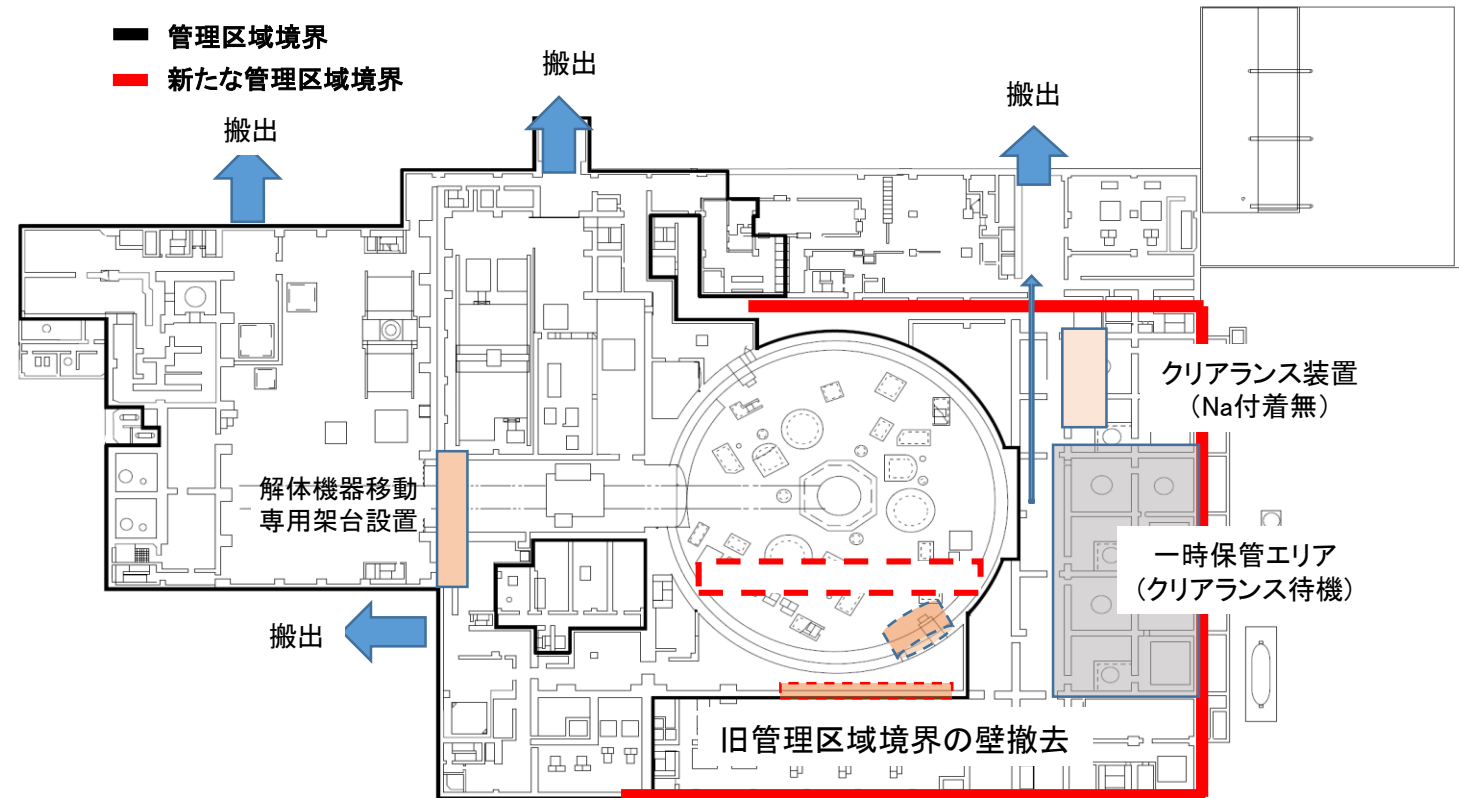 管理区域境界
新たな管理区域境界
搬出
搬出
搬出
クリアランス装置
（Na付着無）
解体機器移動
専用架台設置
一時保管エリア
（クリアランス待機）
搬出
旧管理区域境界の壁撤去